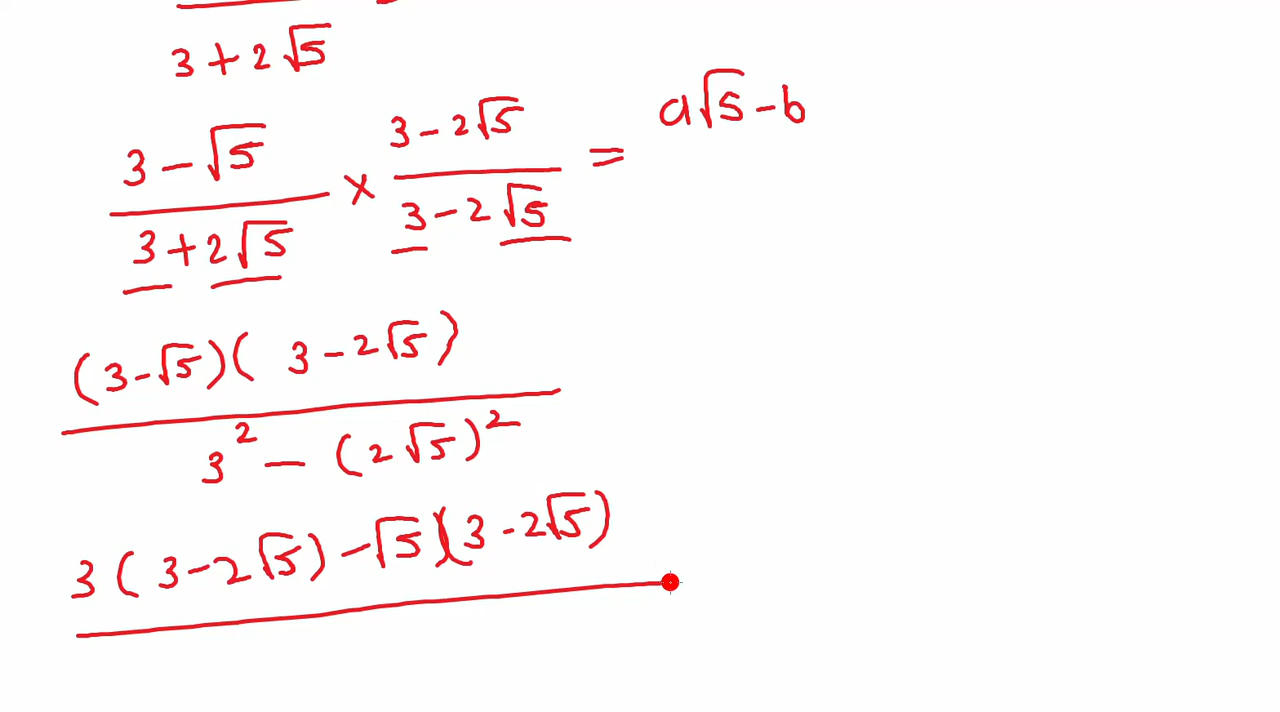 3 + 2√5
3 - √5 / 3 + 2√5 × 3 - 2√5 / 3 - 2√5 = a√5 - b
(3 - √5)( 3 - 2√5)
3² - (2√5)²
3( 3 - 2√5) - √5(3 - 2√5)